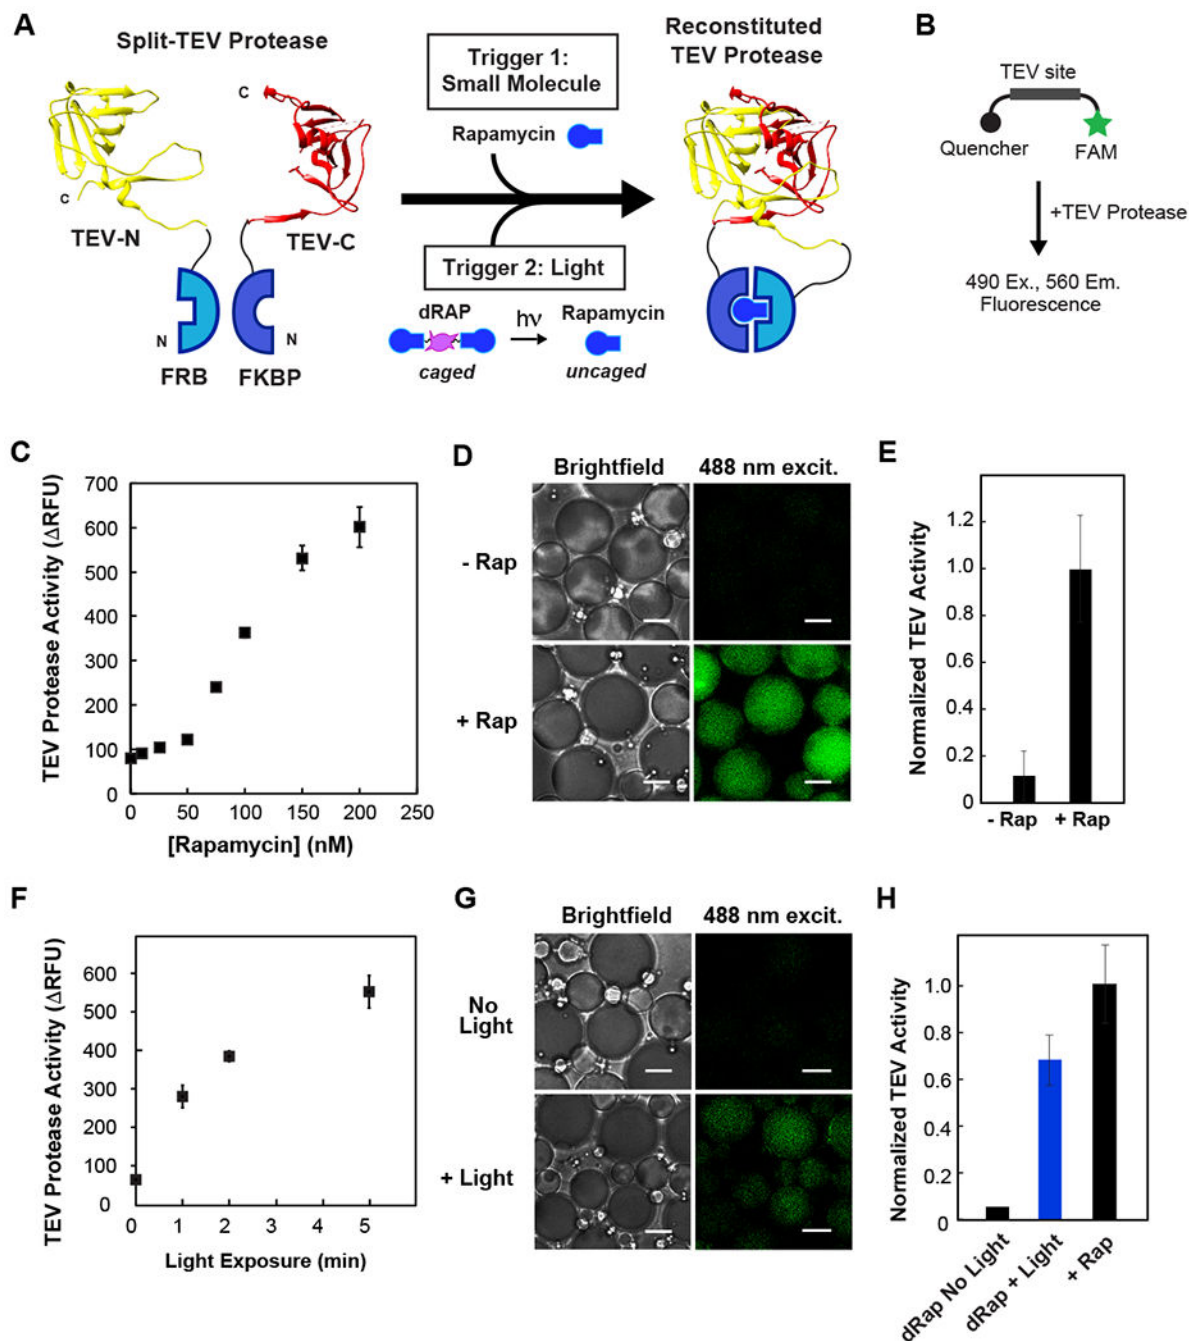 A
Split-TEV Protease
C
C
TEV-N
TEV-C
N
N
FRB
FKBP
Trigger 1:
Small Molecule
Rapamycin
Trigger 2: Light
dRAP
hν
Rapamycin
caged
uncaged
Reconstituted
TEV Protease
B
TEV site
Quencher
FAM
+TEV Protease
490 Ex., 560 Em.
Fluorescence
C
TEV Protease Activity (ΔRFU)
700
600
500
400
300
200
100
0
0 50 100 150 200 250
[Rapamycin] (nM)
D
Brightfield 488 nm excit.
- Rap
+ Rap
E
Normalized TEV Activity
1.2
1.0
0.8
0.6
0.4
0.2
0
- Rap + Rap
F
TEV Protease Activity (ΔRFU)
600
500
400
300
200
100
0
0 1 2 3 4 5
Light Exposure (min)
G
Brightfield 488 nm excit.
No
Light
+ Light
H
Normalized TEV Activity
1.0
0.8
0.6
0.4
0.2
0
dRap No Light
dRap + Light
+ Rap